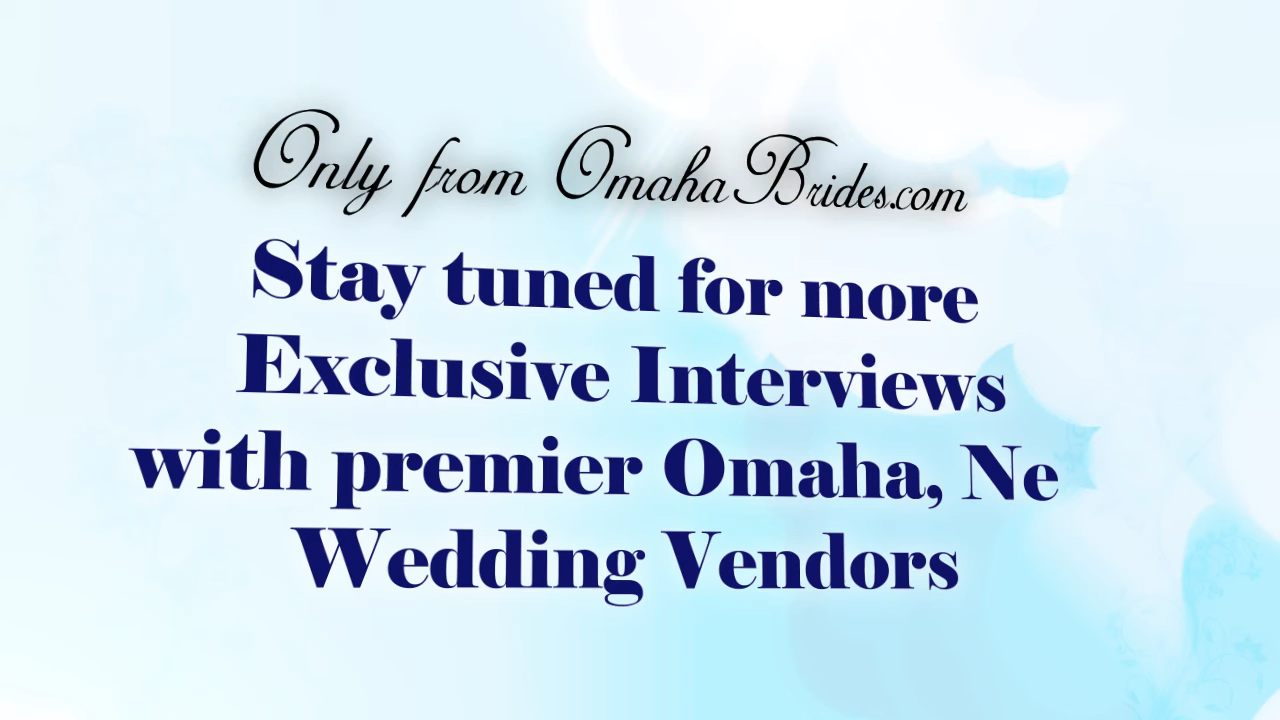 Only from OmahaBrides.com
Stay tuned for more
Exclusive Interviews
with premier Omaha, Ne
Wedding Vendors